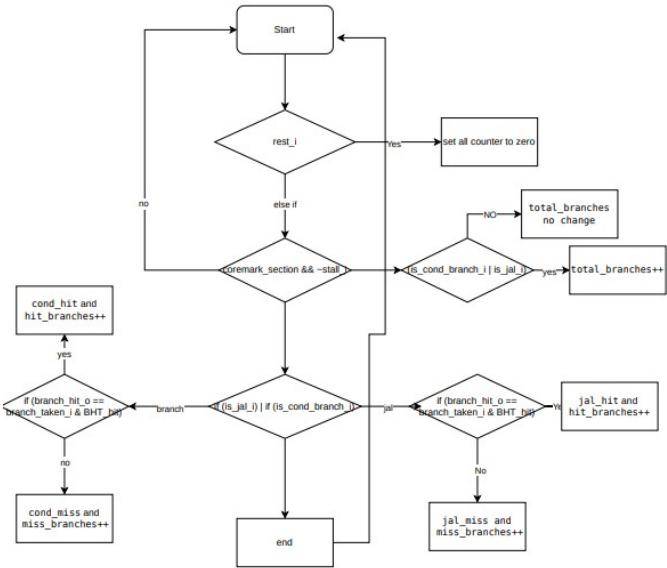 Start
rest_i
Yes
set all counter to zero
no
else if
NO
total_branches
no change
coremark_section && ~stall
(is_cond_branch_i | is_jal_i)
yes
total_branches++
cond_hit and
hit_branches++
yes
if (branch_hit_o ==
branch_taken_i & BHT_hit)
branch
if (is_jal_i) | if (is_cond_branch_i)
jal
if (branch_hit_o ==
branch_taken_i & BHT_hit)
jal_hit and
hit_branches++
no
No
cond_miss and
miss_branches++
jal_miss and
miss_branches++
end